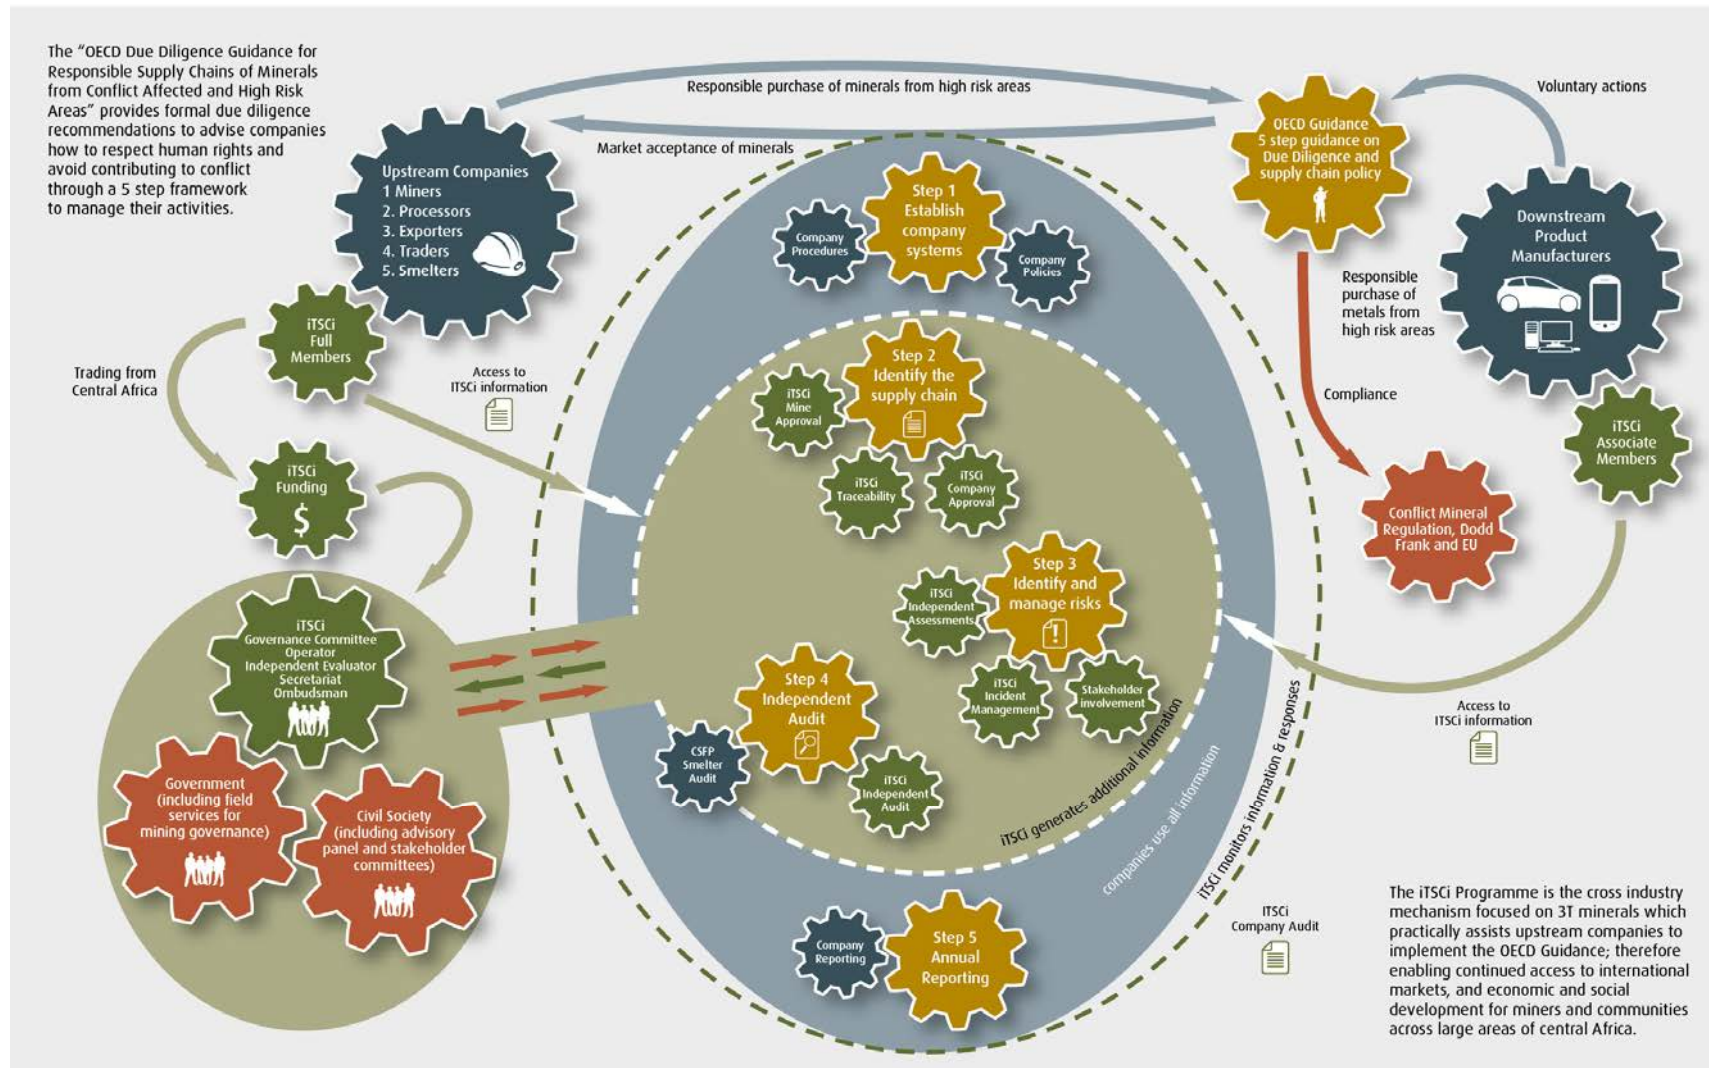 The “OECD Due Diligence Guidance for
Responsible Supply Chains of Minerals
from Conflict Affected and High Risk
Areas” provides formal due diligence
recommendations to advise companies
how to respect human rights and
avoid contributing to conflict
through a 5 step framework
to manage their activities.
Upstream Companies
1 Miners
2. Processors
3. Exporters
4. Traders
5. Smelters
Responsible purchase of minerals from high risk areas
Market acceptance of minerals
OECD Guidance
5 step guidance on
Due Diligence and
supply chain policy
Voluntary actions
Downstream
Product
Manufacturers
Responsible
purchase of
metals from
high risk areas
Compliance
Conflict Mineral
Regulation, Dodd
Frank and EU
iTSCi
Associate
Members
Access to
ITSCi information
iTSCi
Full
Members
Trading from
Central Africa
Access to
ITSCi information
iTSCi
Funding
$
iTSCi
Governance Committee
Operator
Independent Evaluator
Secretariat
Ombudsman
Government
(including field
services for
mining governance)
Civil Society
(including advisory
panel and stakeholder
committees)
Step 1
Establish
company
systems
Company
Procedures
Company
Policies
Step 2
Identify the
supply chain
iTSCi
Mine
Approval
iTSCi
Traceability
iTSCi
Company
Approval
Step 3
Identify and
manage risks
!
iTSCi
Independent
Assessments
iTSCi
Incident
Management
Stakeholder
involvement
Step 4
Independent
Audit
CSFP
Smelter
Audit
iTSCi
Independent
Audit
iTSCi generates additional information
companies use all information
iTSCi monitors information & responses
Step 5
Annual
Reporting
Company
Reporting
ITSCi
Company Audit
The iTSCi Programme is the cross industry
mechanism focused on 3T minerals which
practically assists upstream companies to
implement the OECD Guidance; therefore
enabling continued access to international
markets, and economic and social
development for miners and communities
across large areas of central Africa.